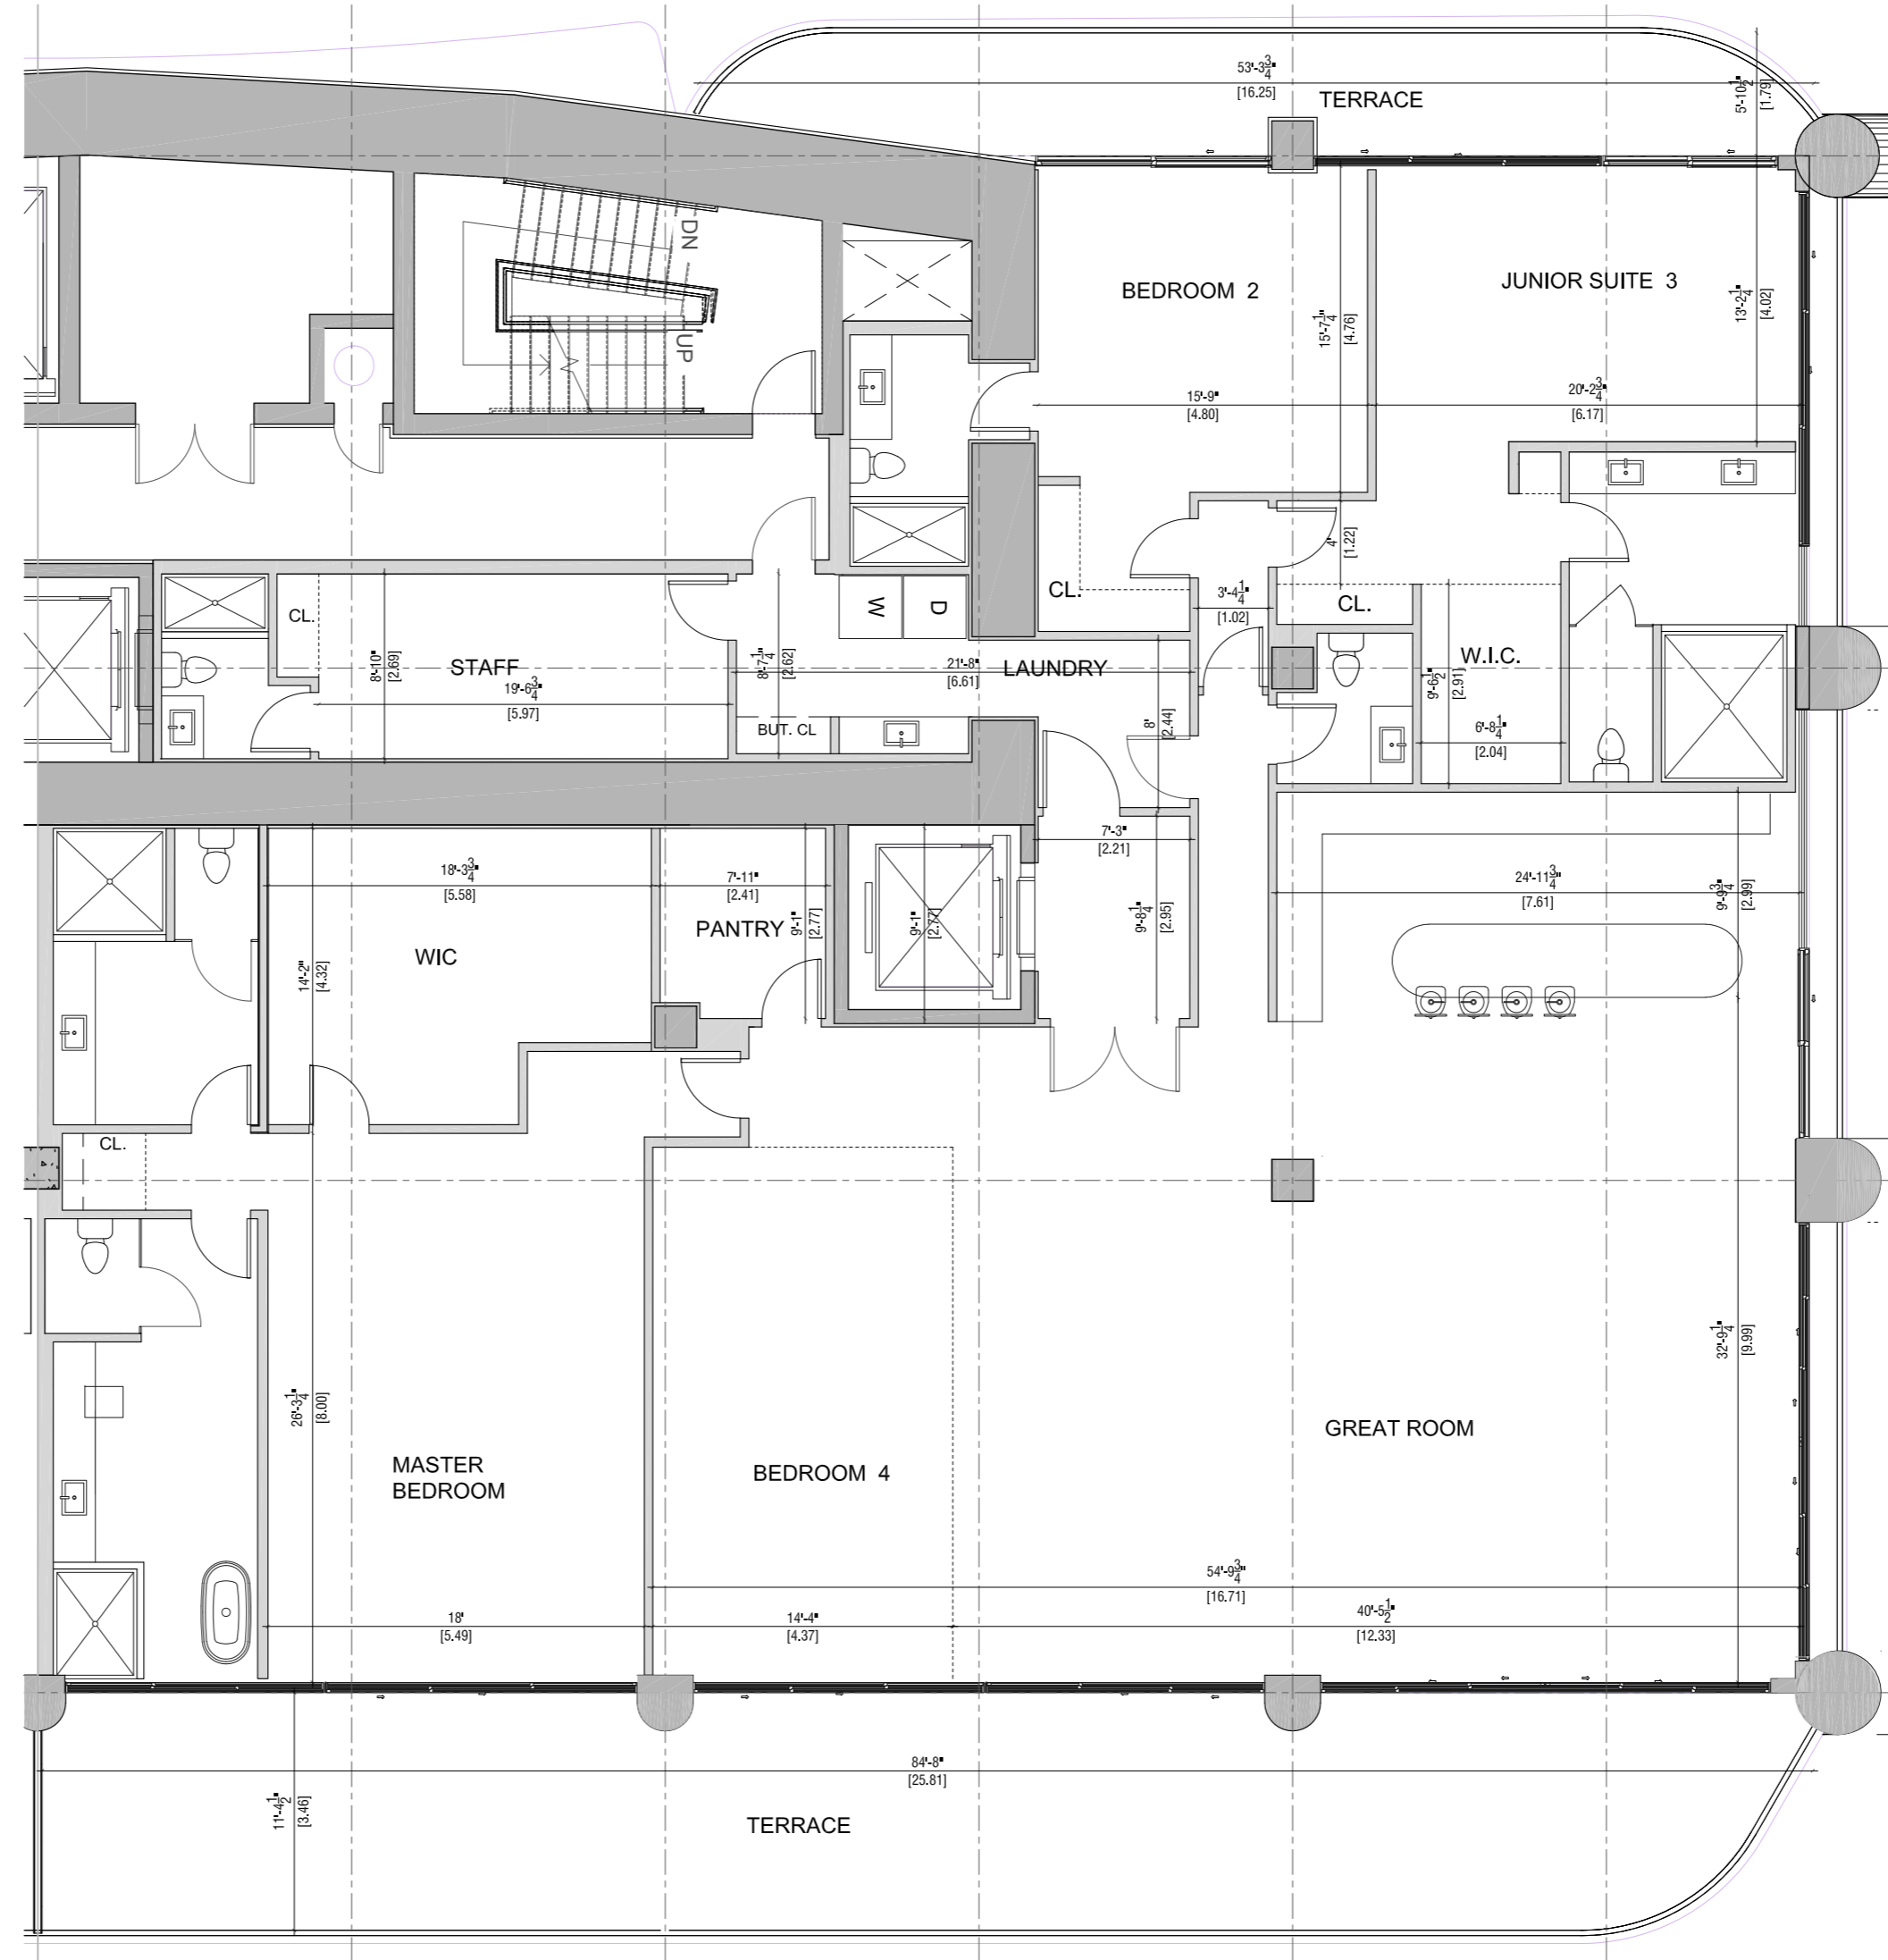 53'-3 3/4"
[16.25]
TERRACE
5'-10 1/2"
[1.79]
DN
UP
BEDROOM 2
JUNIOR SUITE 3
15'-7 1/4"
[4.76]
13'-2 1/4"
[4.02]
15'-9"
[4.80]
20'-2 3/4"
[6.17]
4'
[1.22]
CL.
CL.
3'-4 1/4"
[1.02]
CL.
W
D
STAFF
8'-10"
[2.69]
19'-6 3/4"
[5.97]
8'-7 1/4"
[2.62]
21'-8"
[6.61]
LAUNDRY
W.I.C.
9'-6 1/2"
[2.91]
6'-8 1/4"
[2.04]
8'
[2.44]
BUT. CL
18'-3 3/4"
[5.58]
7'-11"
[2.41]
7'-3"
[2.21]
24'-11 3/4"
[7.61]
9'-9 3/4"
[2.99]
PANTRY
9'-1"
[2.77]
9'-1"
[2.77]
9'-8 1/4"
[2.95]
WIC
14'-2"
[4.32]
CL.
26'-3 1/4"
[8.00]
32'-9 1/4"
[9.99]
GREAT ROOM
MASTER
BEDROOM
BEDROOM 4
54'-9 3/4"
[16.71]
18'
[5.49]
14'-4"
[4.37]
40'-5 1/2"
[12.33]
84'-8"
[25.81]
11'-4 1/2"
[3.46]
TERRACE